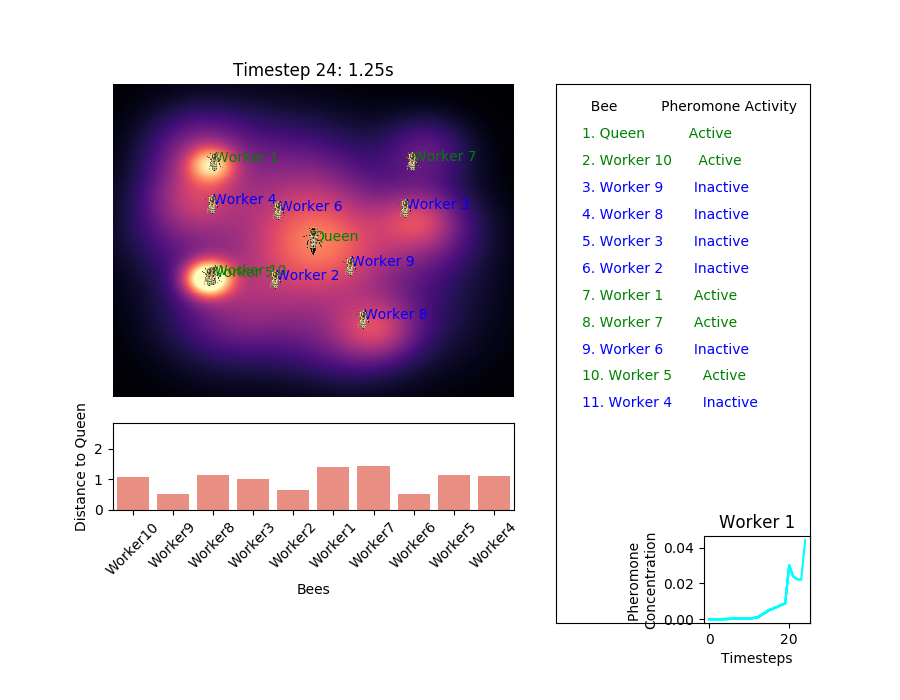 Timestep 24: 1.25s
Worker 1
Worker 7
Worker 4
Worker 6
Worker 3
Queen
Worker 9
Worker 10
Worker 2
Worker 8
Distance to Queen
2
1
0
Worker10
Worker9
Worker8
Worker3
Worker2
Worker1
Worker7
Worker6
Worker5
Worker4
Bees
Bee Pheromone Activity
1. Queen Active
2. Worker 10 Active
3. Worker 9 Inactive
4. Worker 8 Inactive
5. Worker 3 Inactive
6. Worker 2 Inactive
7. Worker 1 Active
8. Worker 7 Active
9. Worker 6 Inactive
10. Worker 5 Active
11. Worker 4 Inactive
Worker 1
Pheromone
Concentration
0.04
0.02
0.00
0
20
Timesteps